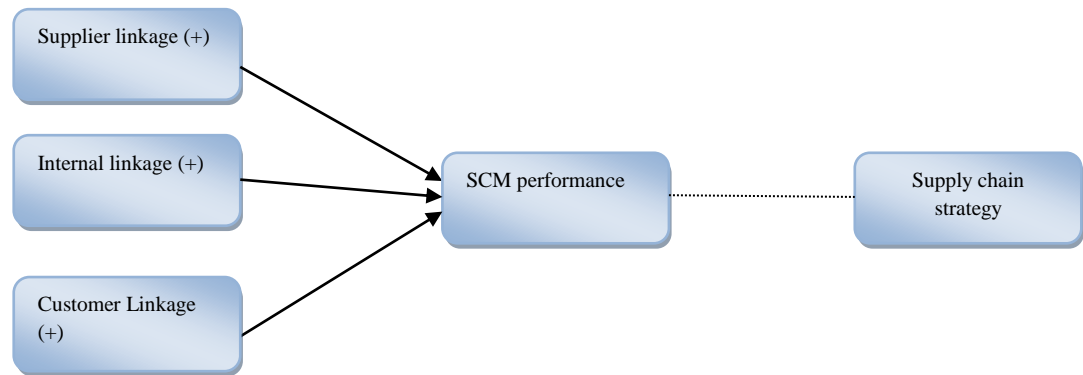 Supplier linkage (+)
Internal linkage (+)
Customer Linkage
(+)
SCM performance
Supply chain
strategy